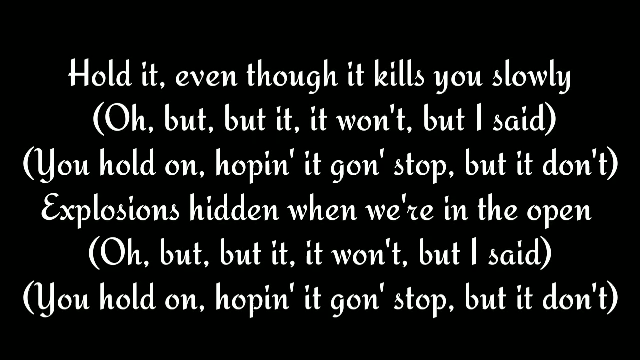 Hold it, even though it kills you slowly
(Oh, but, but it, it won't, but I said)
(You hold on, hopin' it gon' stop, but it don't)
Explosions hidden when we're in the open
(Oh, but, but it, it won't, but I said)
(You hold on, hopin' it gon' stop, but it don't)